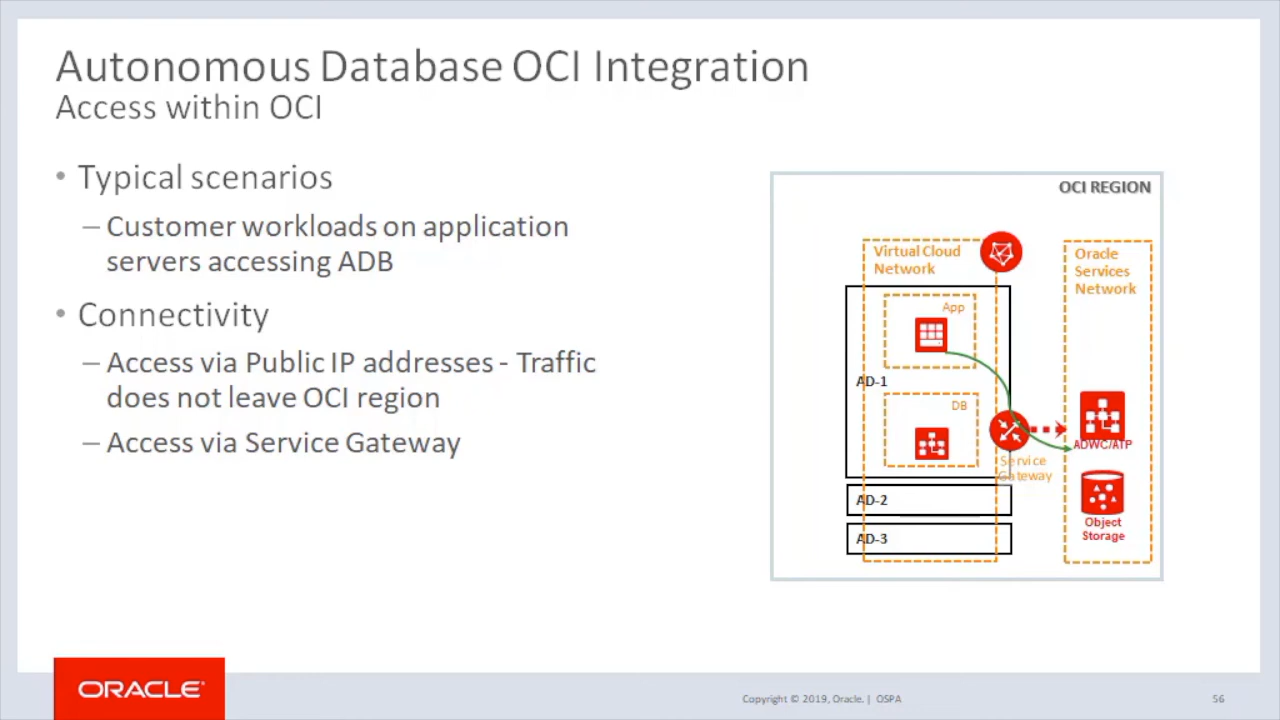 Autonomous Database OCI Integration
Access within OCI
• Typical scenarios
– Customer workloads on application
servers accessing ADB
• Connectivity
– Access via Public IP addresses - Traffic
does not leave OCI region
– Access via Service Gateway
OCI REGION
Virtual Cloud
Network
Oracle
Services
Network
App
AD-1
DB
ADWC/ATP
Service
Gateway
AD-2
Object
Storage
AD-3
ORACLE®
Copyright © 2019, Oracle. | OSPA
56